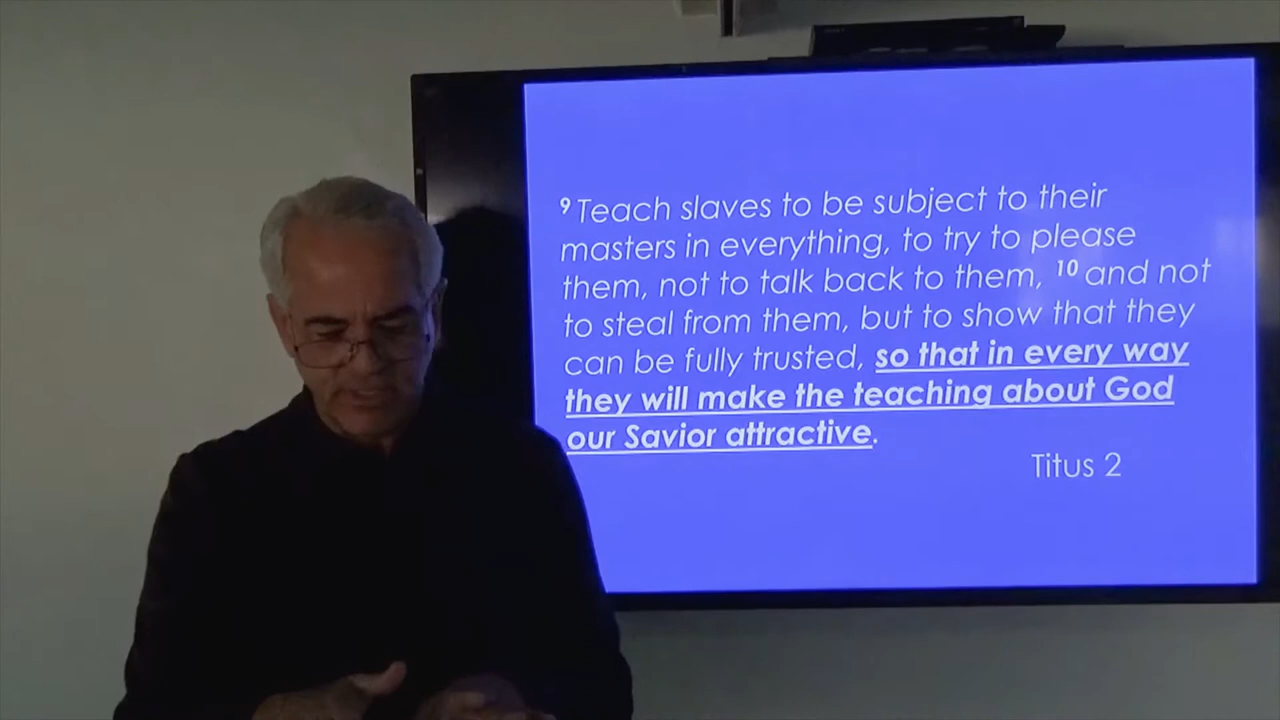 9 Teach slaves to be subject to their
masters in everything, to try to please
them, not to talk back to them, 10 and not
to steal from them, but to show that they
can be fully trusted, so that in every way
they will make the teaching about God
our Savior attractive.
Titus 2